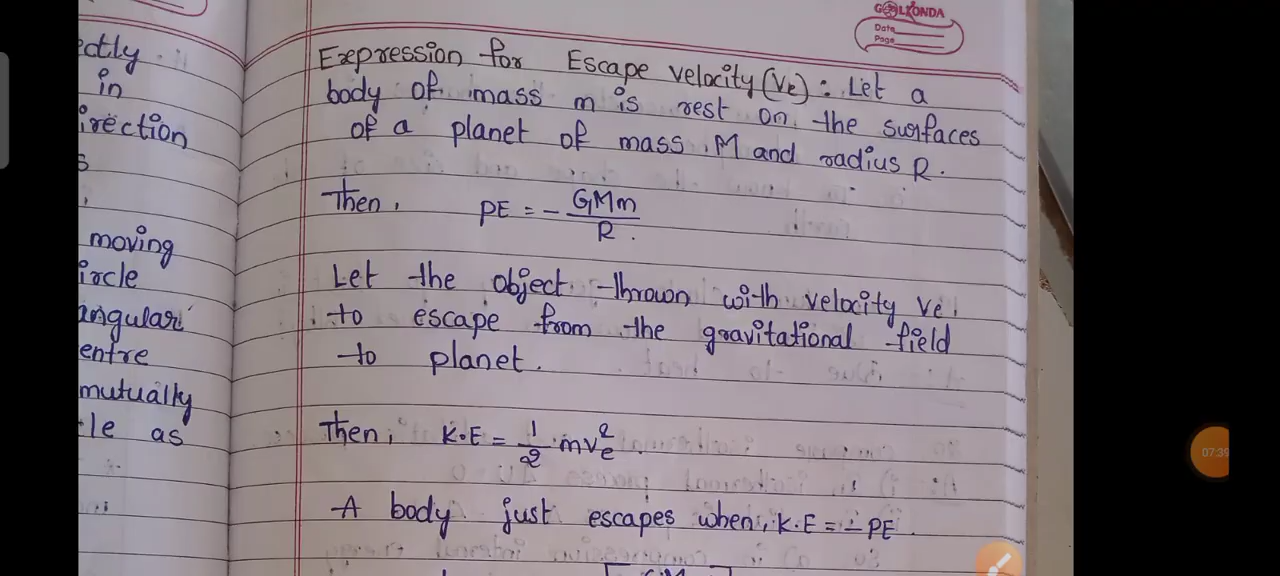 GOLKONDA
Date
Page
ectly
in
irection
s
moving
ircle
angular
entre
mutually
le as
Expression for Escape velocity (Ve) : Let a
body of mass m is rest on the surfaces
of a planet of mass M and radius R.
Then, PE = - GMm / R.
Let the object thrown with velocity Ve.
to escape from the gravitational field
to planet.
Then, K.E = 1/2 mve².
A body just escapes when, K.E = - PE.
07:39